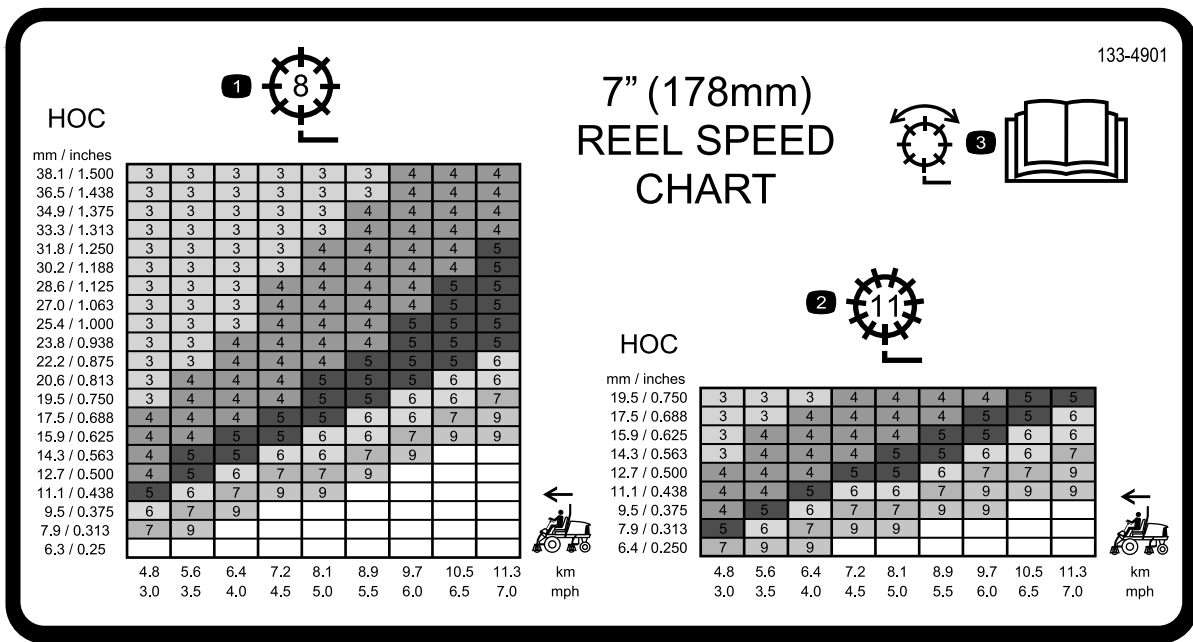 133-4901
1 8
7” (178mm)
REEL SPEED
CHART
3
HOC
mm / inches
38.1 / 1.500 3 3 3 3 3 3 4 4 4
36.5 / 1.438 3 3 3 3 3 3 4 4 4
34.9 / 1.375 3 3 3 3 3 4 4 4 4
33.3 / 1.313 3 3 3 3 3 4 4 4 4
31.8 / 1.250 3 3 3 3 4 4 4 4 5
30.2 / 1.188 3 3 3 3 4 4 4 4 5
28.6 / 1.125 3 3 3 4 4 4 4 5 5
27.0 / 1.063 3 3 3 4 4 4 4 5 5
25.4 / 1.000 3 3 3 4 4 4 5 5 5
23.8 / 0.938 3 3 4 4 4 4 5 5 5
22.2 / 0.875 3 3 4 4 4 5 5 5 6
20.6 / 0.813 3 4 4 4 5 5 5 6 6
19.5 / 0.750 3 4 4 4 5 5 6 6 7
17.5 / 0.688 4 4 4 5 5 6 6 7 9
15.9 / 0.625 4 4 5 5 6 6 7 9 9
14.3 / 0.563 4 5 5 6 6 7 9
12.7 / 0.500 4 5 6 7 7 9
11.1 / 0.438 5 6 7 9 9
9.5 / 0.375 6 7 9
7.9 / 0.313 7 9
6.3 / 0.25
4.8 5.6 6.4 7.2 8.1 8.9 9.7 10.5 11.3 km
3.0 3.5 4.0 4.5 5.0 5.5 6.0 6.5 7.0 mph
2 11
HOC
mm / inches
19.5 / 0.750 3 3 3 4 4 4 4 5 5
17.5 / 0.688 3 3 4 4 4 4 5 5 6
15.9 / 0.625 3 4 4 4 4 5 5 6 6
14.3 / 0.563 3 4 4 4 5 5 6 6 7
12.7 / 0.500 4 4 4 5 5 6 7 7 9
11.1 / 0.438 4 4 5 6 6 7 9 9 9
9.5 / 0.375 4 5 6 7 7 9 9
7.9 / 0.313 5 6 7 9 9
6.4 / 0.250 7 9 9
4.8 5.6 6.4 7.2 8.1 8.9 9.7 10.5 11.3 km
3.0 3.5 4.0 4.5 5.0 5.5 6.0 6.5 7.0 mph